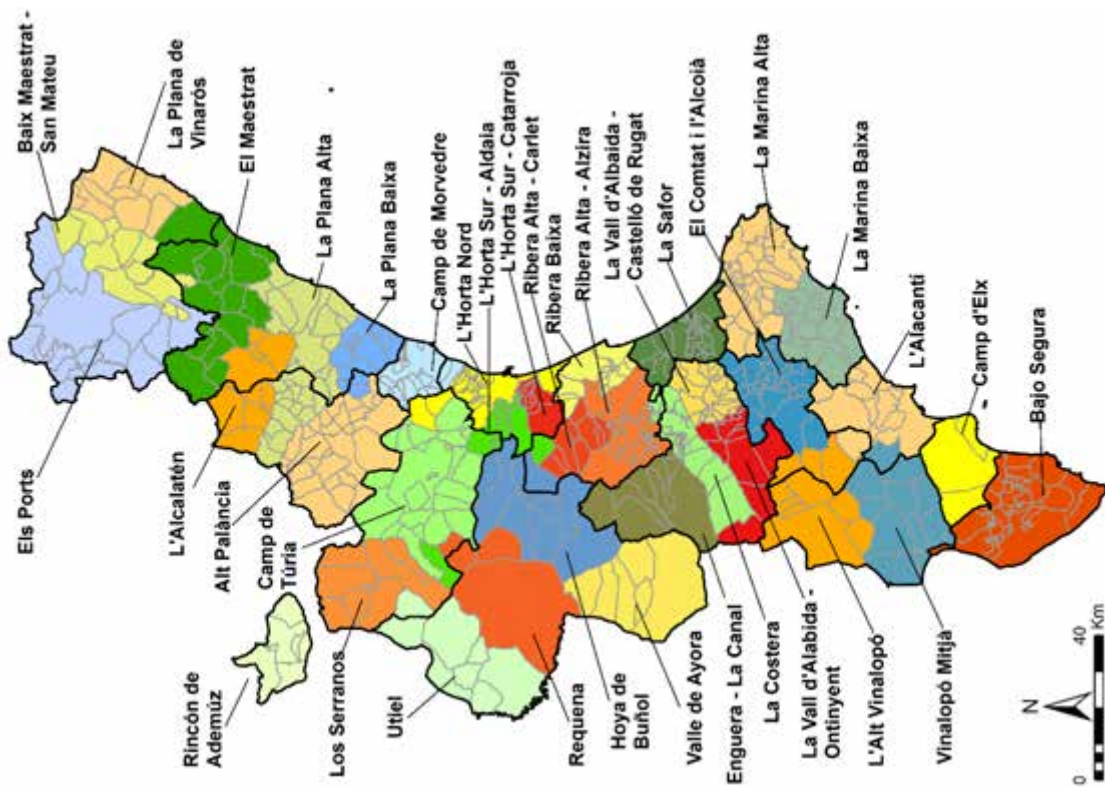 Baix Maestrat -
San Mateu
La Plana de
Vinaròs
El Maestrat
La Plana Alta
La Plana Baixa
Camp de Morvedre
L'Horta Nord
L'Horta Sur - Aldaia
L'Horta Sur - Catarroja
Ribera Alta - Carlet
Ribera Baixa
Ribera Alta - Alzira
La Vall d'Albaida -
Castelló de Rugat
La Safor
El Comtat i l'Alcoià
La Marina Alta
La Marina Baixa
L'Alacantí
Camp d'Elx
Bajo Segura
Els Ports
L'Alcalatén
Alt Palància
Camp de
Túria
Rincón de
Ademúz
Los Serranos
Utiel
Requena
Hoya de
Buñol
Valle de Ayora
Enguera - La Canal
La Costera
La Vall d'Alabida -
Ontinyent
L'Alt Vinalopó
Vinalopó Mitjà
N
0
40
Km